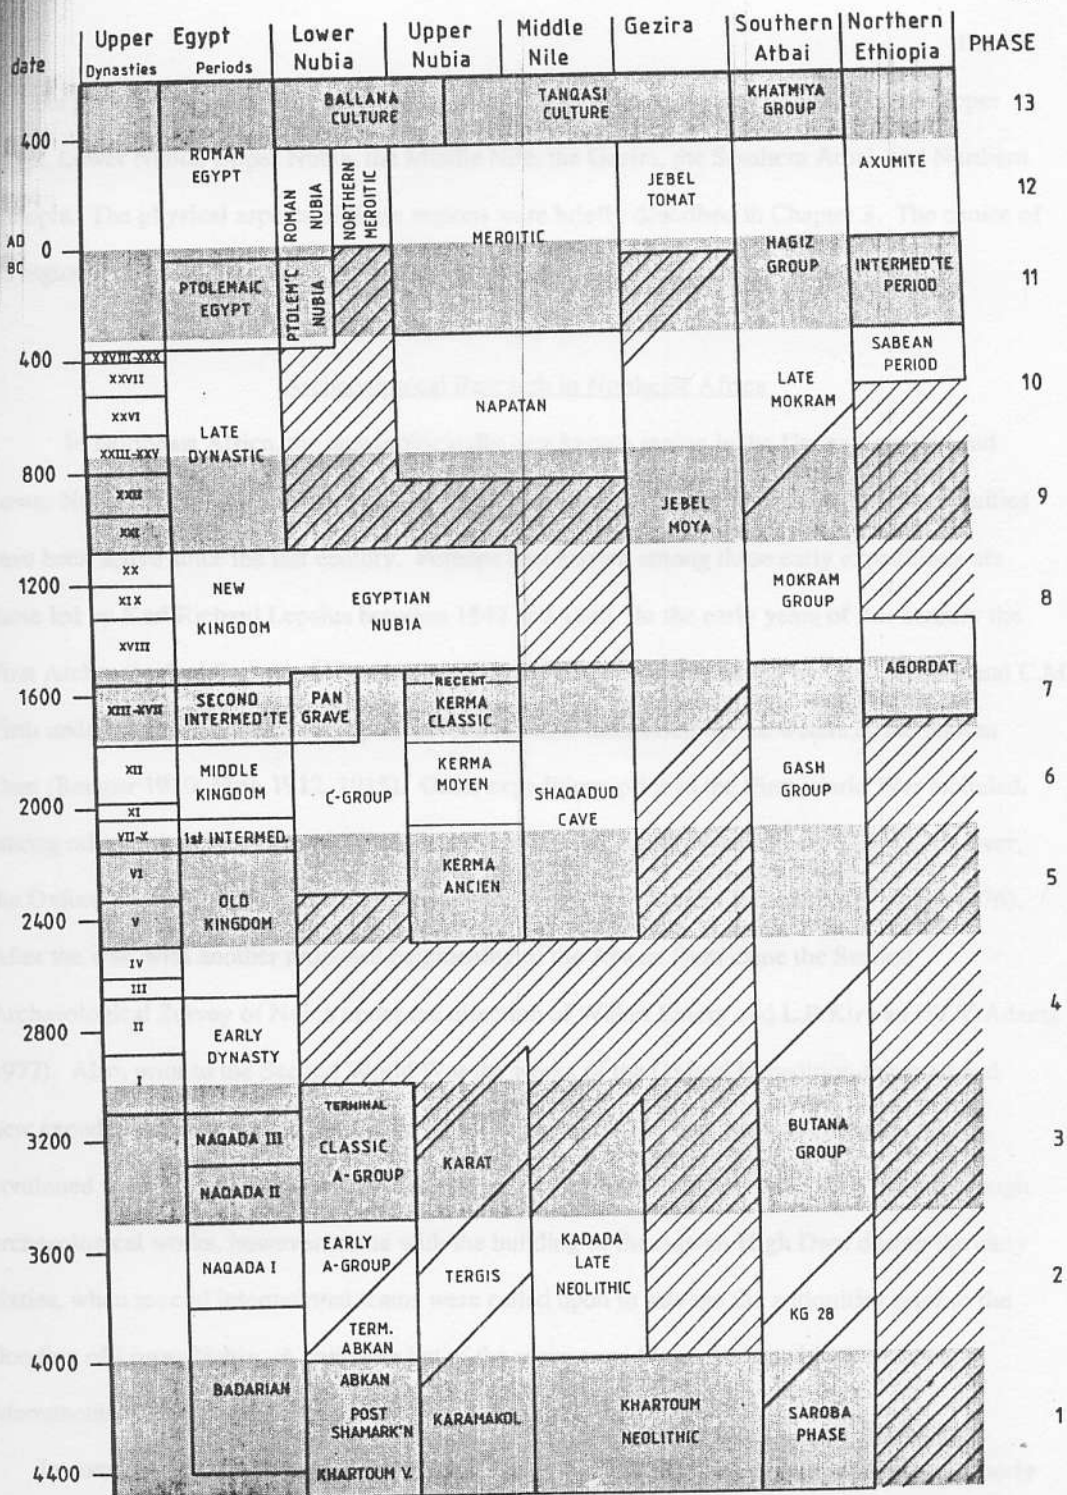 Upper Egypt
Lower Nubia
Upper Nubia
Middle Nile
Gezira
Southern Atbai
Northern Ethiopia
PHASE
date
Dynasties
Periods
BALLANA CULTURE
TANQASI CULTURE
KHATMIYA GROUP
13
400
ROMAN EGYPT
ROMAN NUBIA
NORTHERN MEROITIC
JEBEL TOMAT
AXUMITE
12
MEROITIC
AD
0
BC
HAGIZ GROUP
INTERMED'TE PERIOD
11
PTOLEMAIC EGYPT
PTOLEM'C NUBIA
400
XXVIII-XXX
SABEAN PERIOD
XXVII
LATE MOKRAM
10
XXVI
NAPATAN
LATE DYNASTIC
XXIII-XXV
800
XXII
JEBEL MOYA
9
XXI
XX
1200
XIX
NEW KINGDOM
EGYPTIAN NUBIA
MOKRAM GROUP
8
XVIII
AGORDAT
7
1600
XIII-XVII
SECOND INTERMED'TE
PAN GRAVE
RECENT
KERMA CLASSIC
XII
MIDDLE KINGDOM
KERMA MOYEN
GASH GROUP
6
C-GROUP
SHAQADUD CAVE
2000
XI
VII-X
1st INTERMED.
VI
KERMA ANCIEN
5
OLD KINGDOM
2400
V
IV
III
4
2800
II
EARLY DYNASTY
I
TERMINAL
3200
NAQADA III
CLASSIC
A-GROUP
KARAT
BUTANA GROUP
3
NAQADA II
3600
NAQADA I
EARLY A-GROUP
TERGIS
KADADA LATE NEOLITHIC
2
KG 28
TERM. ABKAN
4000
BADARIAN
ABKAN
POST SHAMARK'N
KARAMAKOL
KHARTOUM NEOLITHIC
SAROBA PHASE
1
4400
KHARTOUM V.